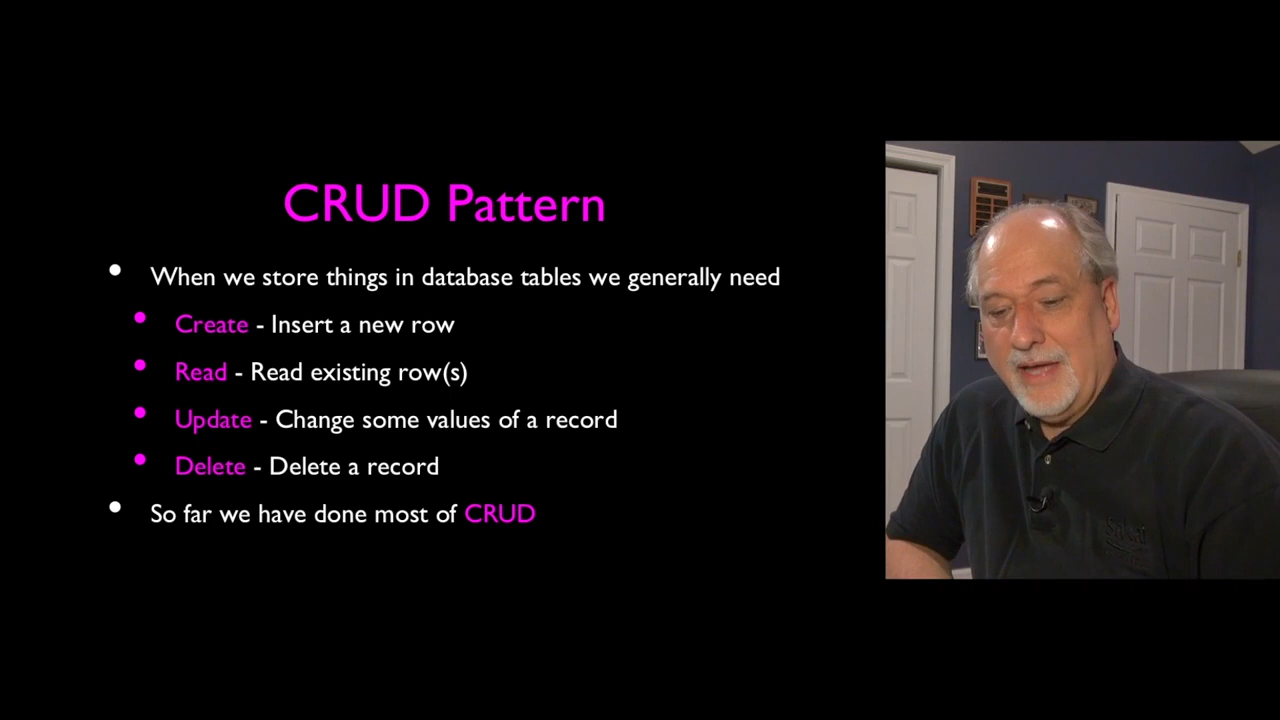 CRUD Pattern
• When we store things in database tables we generally need
• Create - Insert a new row
• Read - Read existing row(s)
• Update - Change some values of a record
• Delete - Delete a record
• So far we have done most of CRUD